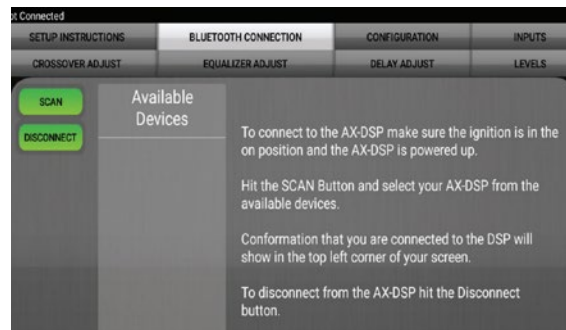 ot Connected
SETUP INSTRUCTIONS BLUETOOTH CONNECTION CONFIGURATION INPUTS
CROSSOVER ADJUST EQUALIZER ADJUST DELAY ADJUST LEVELS
SCAN
DISCONNECT
Available
Devices
To connect to the AX-DSP make sure the ignition is in the
on position and the AX-DSP is powered up.
Hit the SCAN Button and select your AX-DSP from the
available devices.
Conformation that you are connected to the DSP will
show in the top left corner of your screen.
To disconnect from the AX-DSP hit the Disconnect
button.